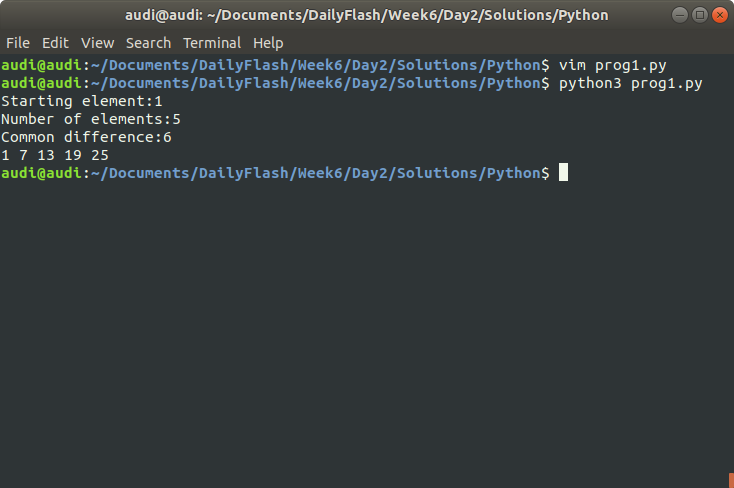 audi@audi: ~/Documents/DailyFlash/Week6/Day2/Solutions/Python
File Edit View Search Terminal Help
audi@audi:~/Documents/DailyFlash/Week6/Day2/Solutions/Python$ vim prog1.py
audi@audi:~/Documents/DailyFlash/Week6/Day2/Solutions/Python$ python3 prog1.py
Starting element:1
Number of elements:5
Common difference:6
1 7 13 19 25
audi@audi:~/Documents/DailyFlash/Week6/Day2/Solutions/Python$